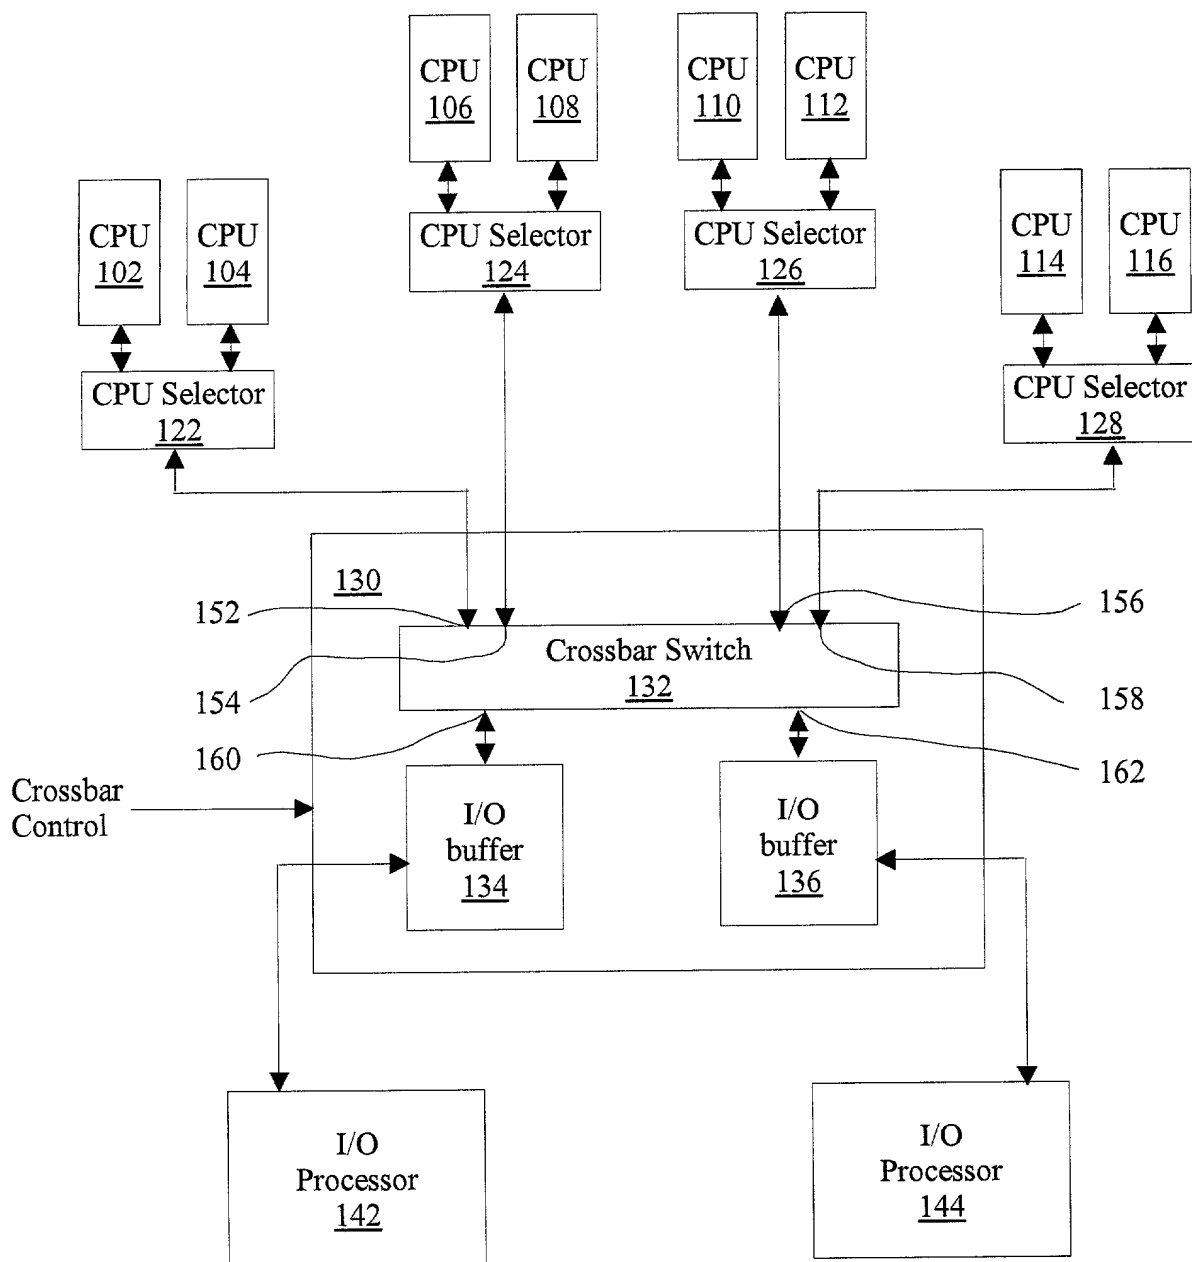 CPU
106
CPU
108
CPU
110
CPU
112
CPU
102
CPU
104
CPU Selector
124
CPU Selector
126
CPU
114
CPU
116
CPU Selector
122
CPU Selector
128
130
152
156
Crossbar Switch
132
154
158
160
162
Crossbar
Control
I/O
buffer
134
I/O
buffer
136
I/O
Processor
142
I/O
Processor
144